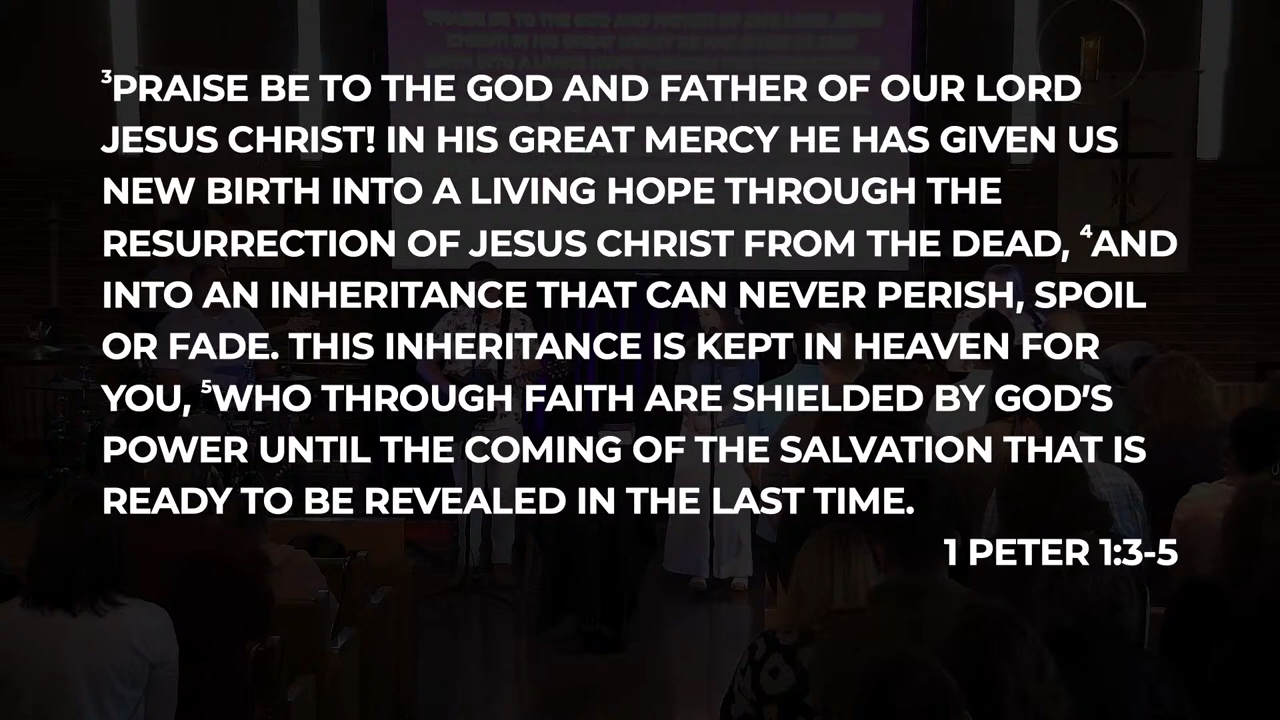 ³PRAISE BE TO THE GOD AND FATHER OF OUR LORD
JESUS CHRIST! IN HIS GREAT MERCY HE HAS GIVEN US
NEW BIRTH INTO A LIVING HOPE THROUGH THE
RESURRECTION OF JESUS CHRIST FROM THE DEAD, ⁴AND
INTO AN INHERITANCE THAT CAN NEVER PERISH, SPOIL
OR FADE. THIS INHERITANCE IS KEPT IN HEAVEN FOR
YOU, ⁵WHO THROUGH FAITH ARE SHIELDED BY GOD'S
POWER UNTIL THE COMING OF THE SALVATION THAT IS
READY TO BE REVEALED IN THE LAST TIME.
1 PETER 1:3-5